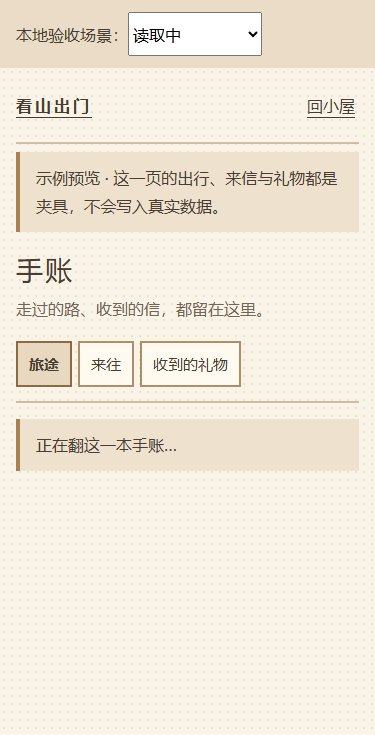 本地验收场景： 读取中
看山出门 回小屋
示例预览 · 这一页的出行、来信与礼物都是
夹具，不会写入真实数据。
手账
走过的路、收到的信，都留在这里。
旅途 来往 收到的礼物
正在翻这一本手账…